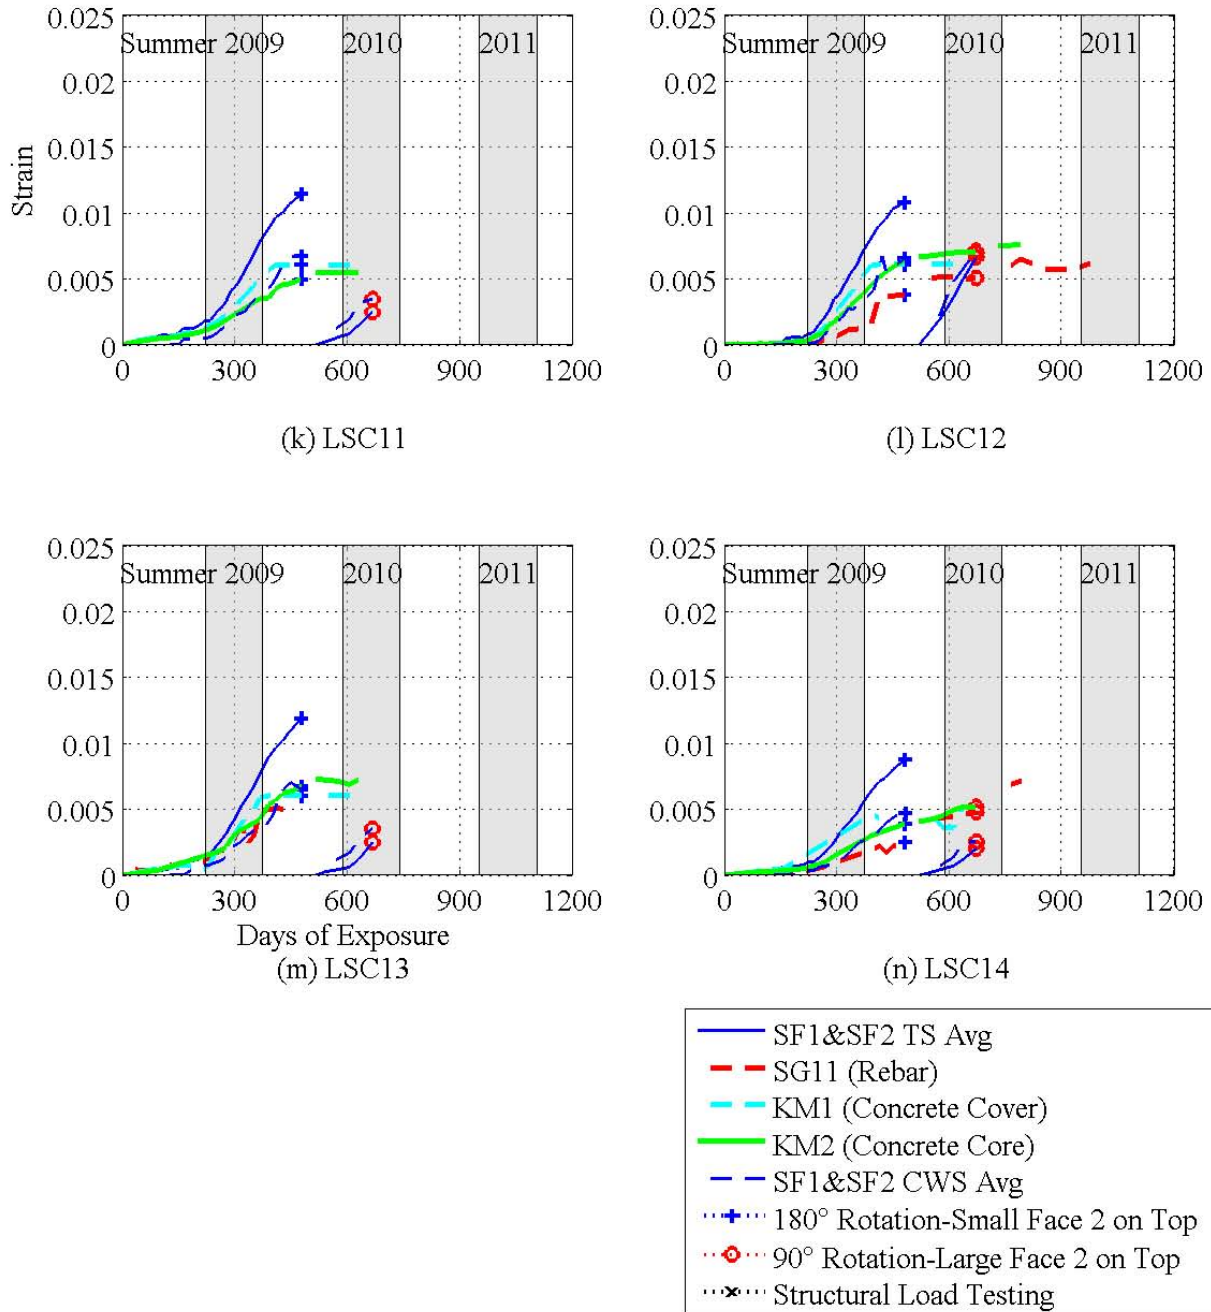 0.025
0.02
0.015
0.01
0.005
0
Strain
Summer 2009 2010 2011
0 300 600 900 1200
(k) LSC11
0.025
0.02
0.015
0.01
0.005
0
Summer 2009 2010 2011
0 300 600 900 1200
(l) LSC12
0.025
0.02
0.015
0.01
0.005
0
Summer 2009 2010 2011
0 300 600 900 1200
Days of Exposure
(m) LSC13
0.025
0.02
0.015
0.01
0.005
0
Summer 2009 2010 2011
0 300 600 900 1200
(n) LSC14
SF1&SF2 TS Avg
SG11 (Rebar)
KM1 (Concrete Cover)
KM2 (Concrete Core)
SF1&SF2 CWS Avg
180° Rotation-Small Face 2 on Top
90° Rotation-Large Face 2 on Top
Structural Load Testing